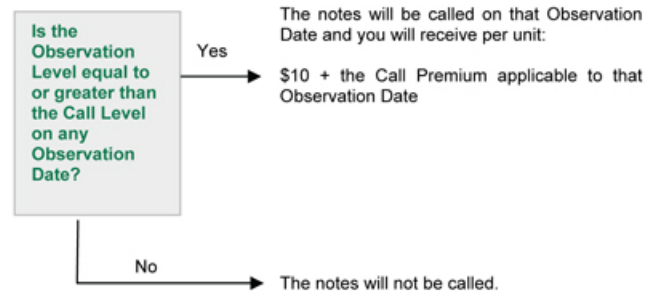 Is the
Observation
Level equal to
or greater than
the Call Level
on any
Observation
Date?
Yes
The notes will be called on that Observation
Date and you will receive per unit:
$10 + the Call Premium applicable to that
Observation Date
No
The notes will not be called.